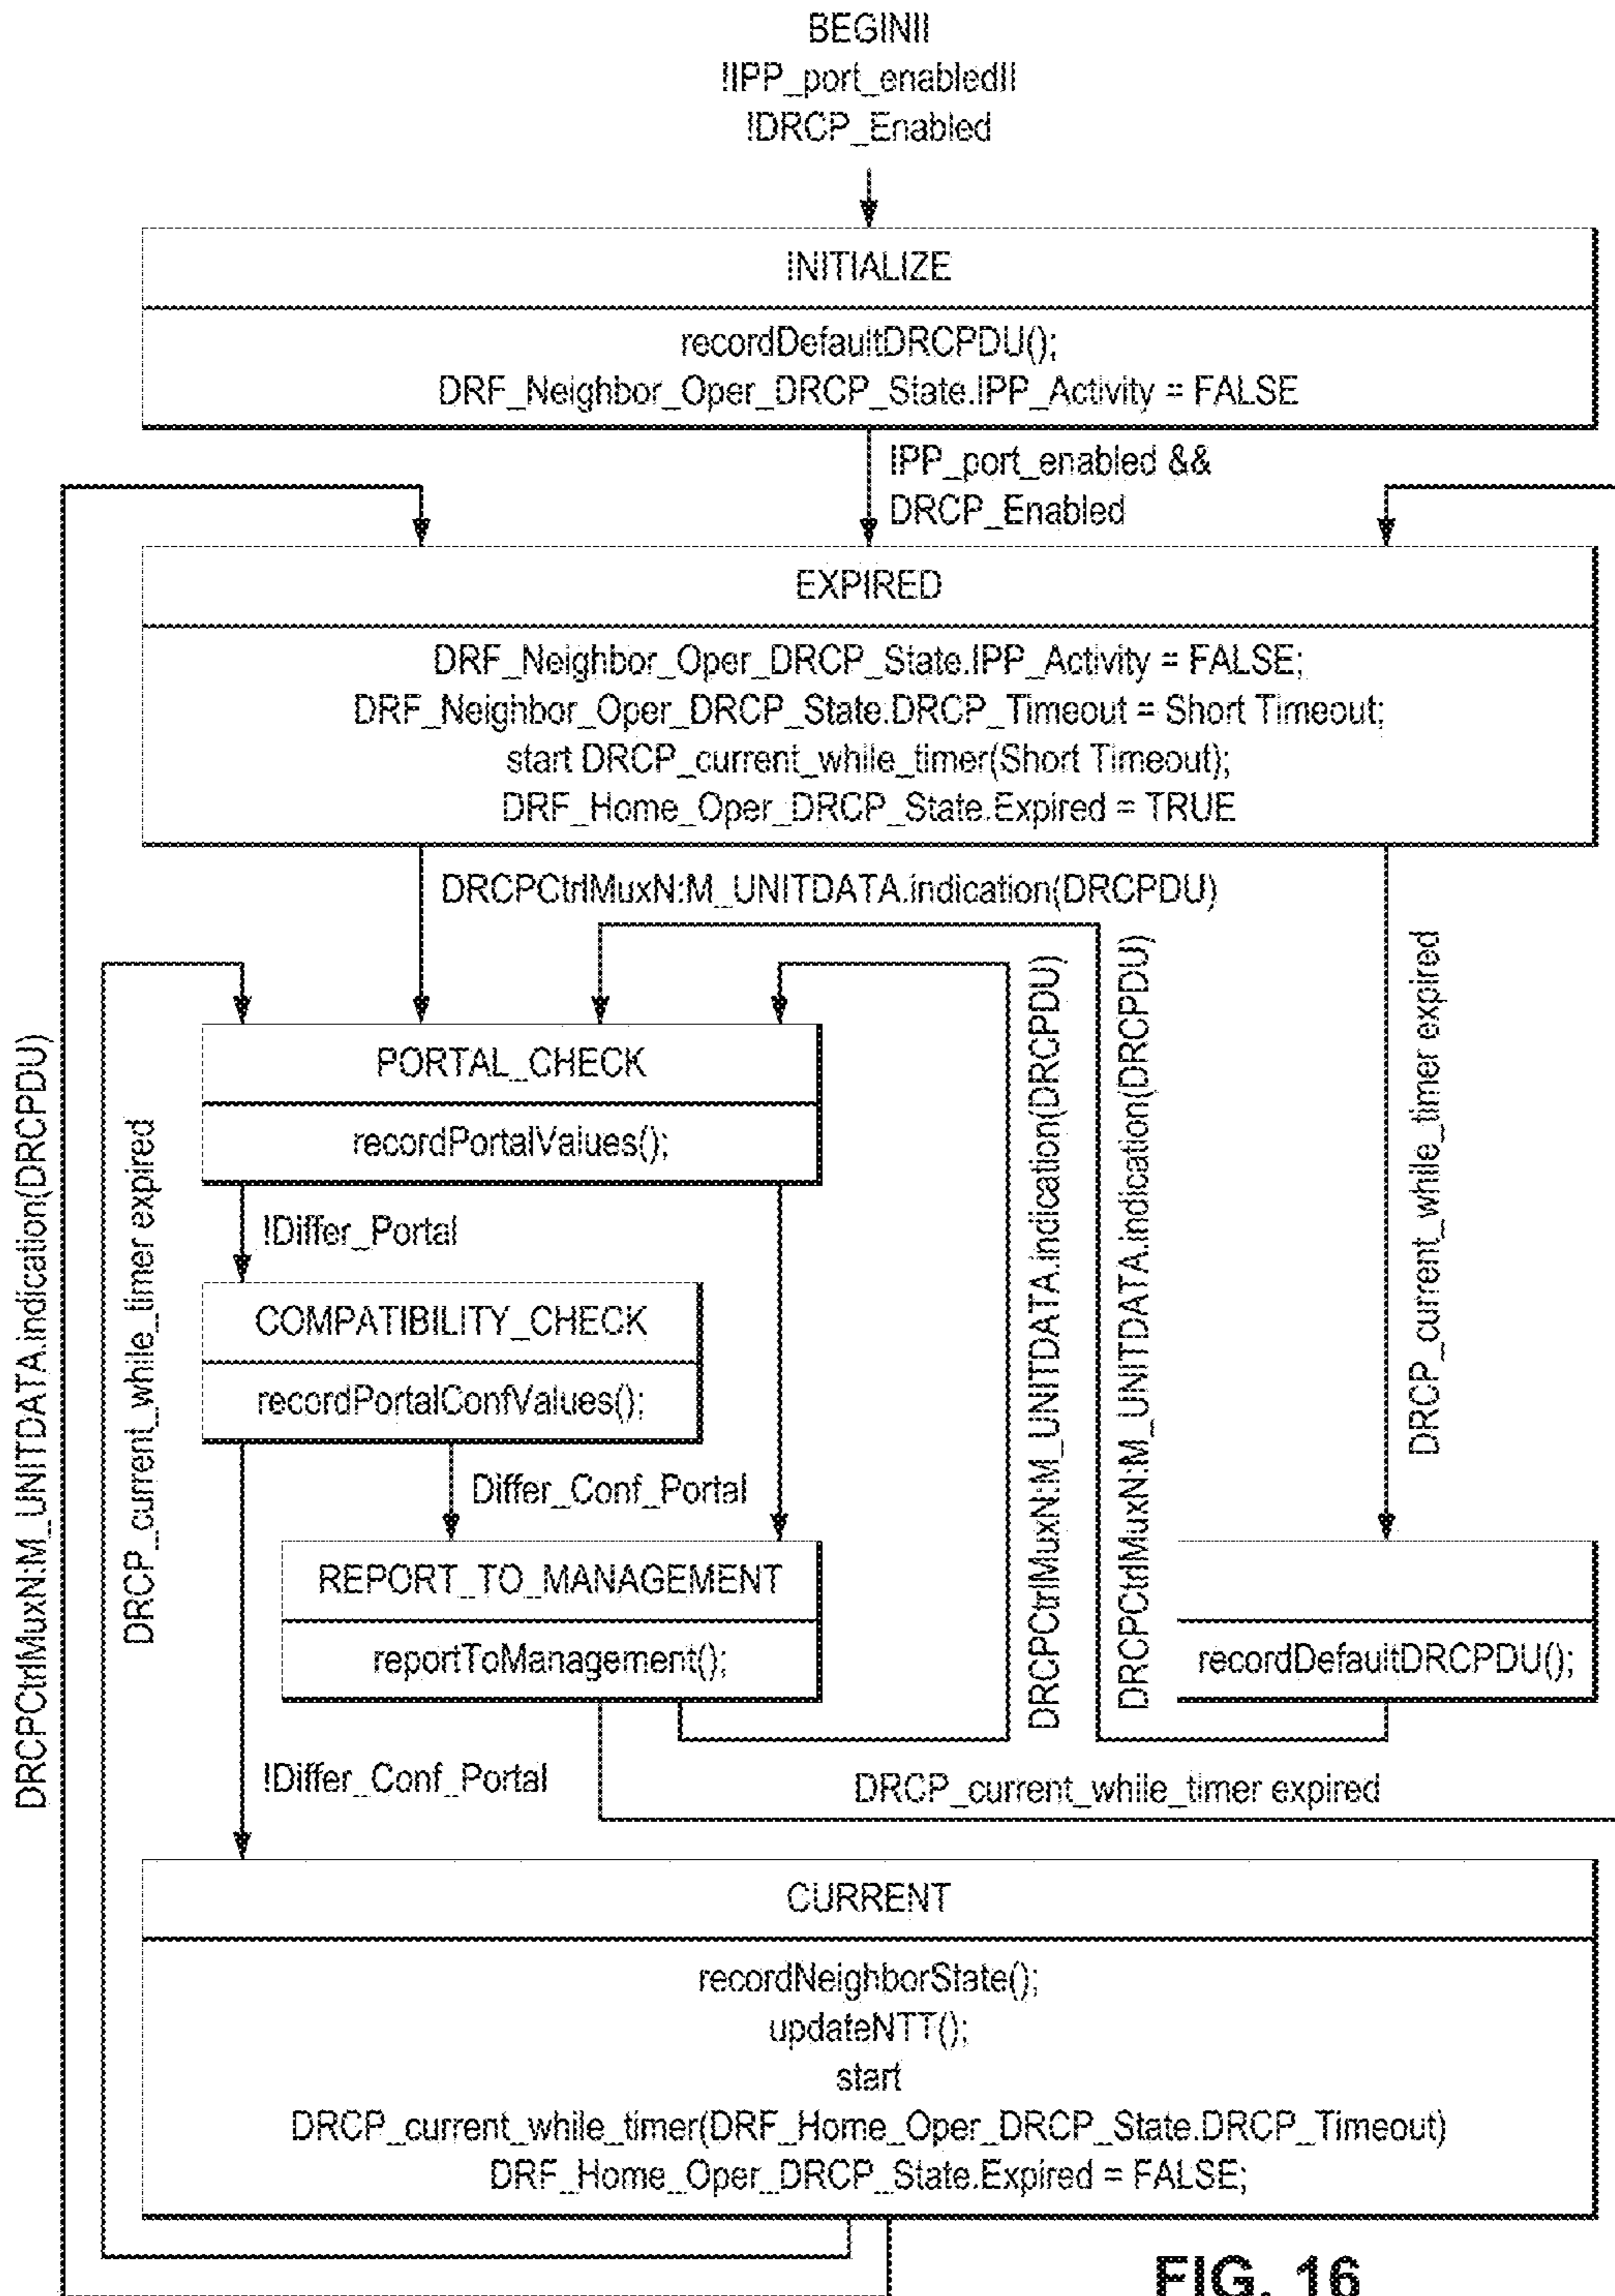 BEGINII
!IPP_port_enabledII
!DRCP_Enabled
INITIALIZE
recordDefaultDRCPDU();
DRF_Neighbor_Oper_DRCP_State.IPP_Activity = FALSE
IPP_port_enabled &&
DRCP_Enabled
EXPIRED
DRF_Neighbor_Oper_DRCP_State.IPP_Activity = FALSE;
DRF_Neighbor_Oper_DRCP_State.DRCP_Timeout = Short Timeout;
start DRCP_current_while_timer(Short Timeout);
DRF_Home_Oper_DRCP_State.Expired = TRUE
DRCPCtrlMuxN:M_UNITDATA.indication(DRCPDU)
DRCPCtrlMuxN:M_UNITDATA.indication(DRCPDU)
DRCP_current_while_timer expired
PORTAL_CHECK
recordPortalValues();
!Differ_Portal
COMPATIBILITY_CHECK
recordPortalConfValues();
Differ_Conf_Portal
REPORT_TO_MANAGEMENT
reportToManagement();
DRCPCtrlMuxN:M_UNITDATA.indication(DRCPDU)
DRCPCtrlMuxN:M_UNITDATA.indication(DRCPDU)
DRCP_current_while_timer expired
recordDefaultDRCPDU();
!Differ_Conf_Portal
DRCP_current_while_timer expired
CURRENT
recordNeighborState();
updateNTT();
start
DRCP_current_while_timer(DRF_Home_Oper_DRCP_State.DRCP_Timeout)
DRF_Home_Oper_DRCP_State.Expired = FALSE;
FIG. 16